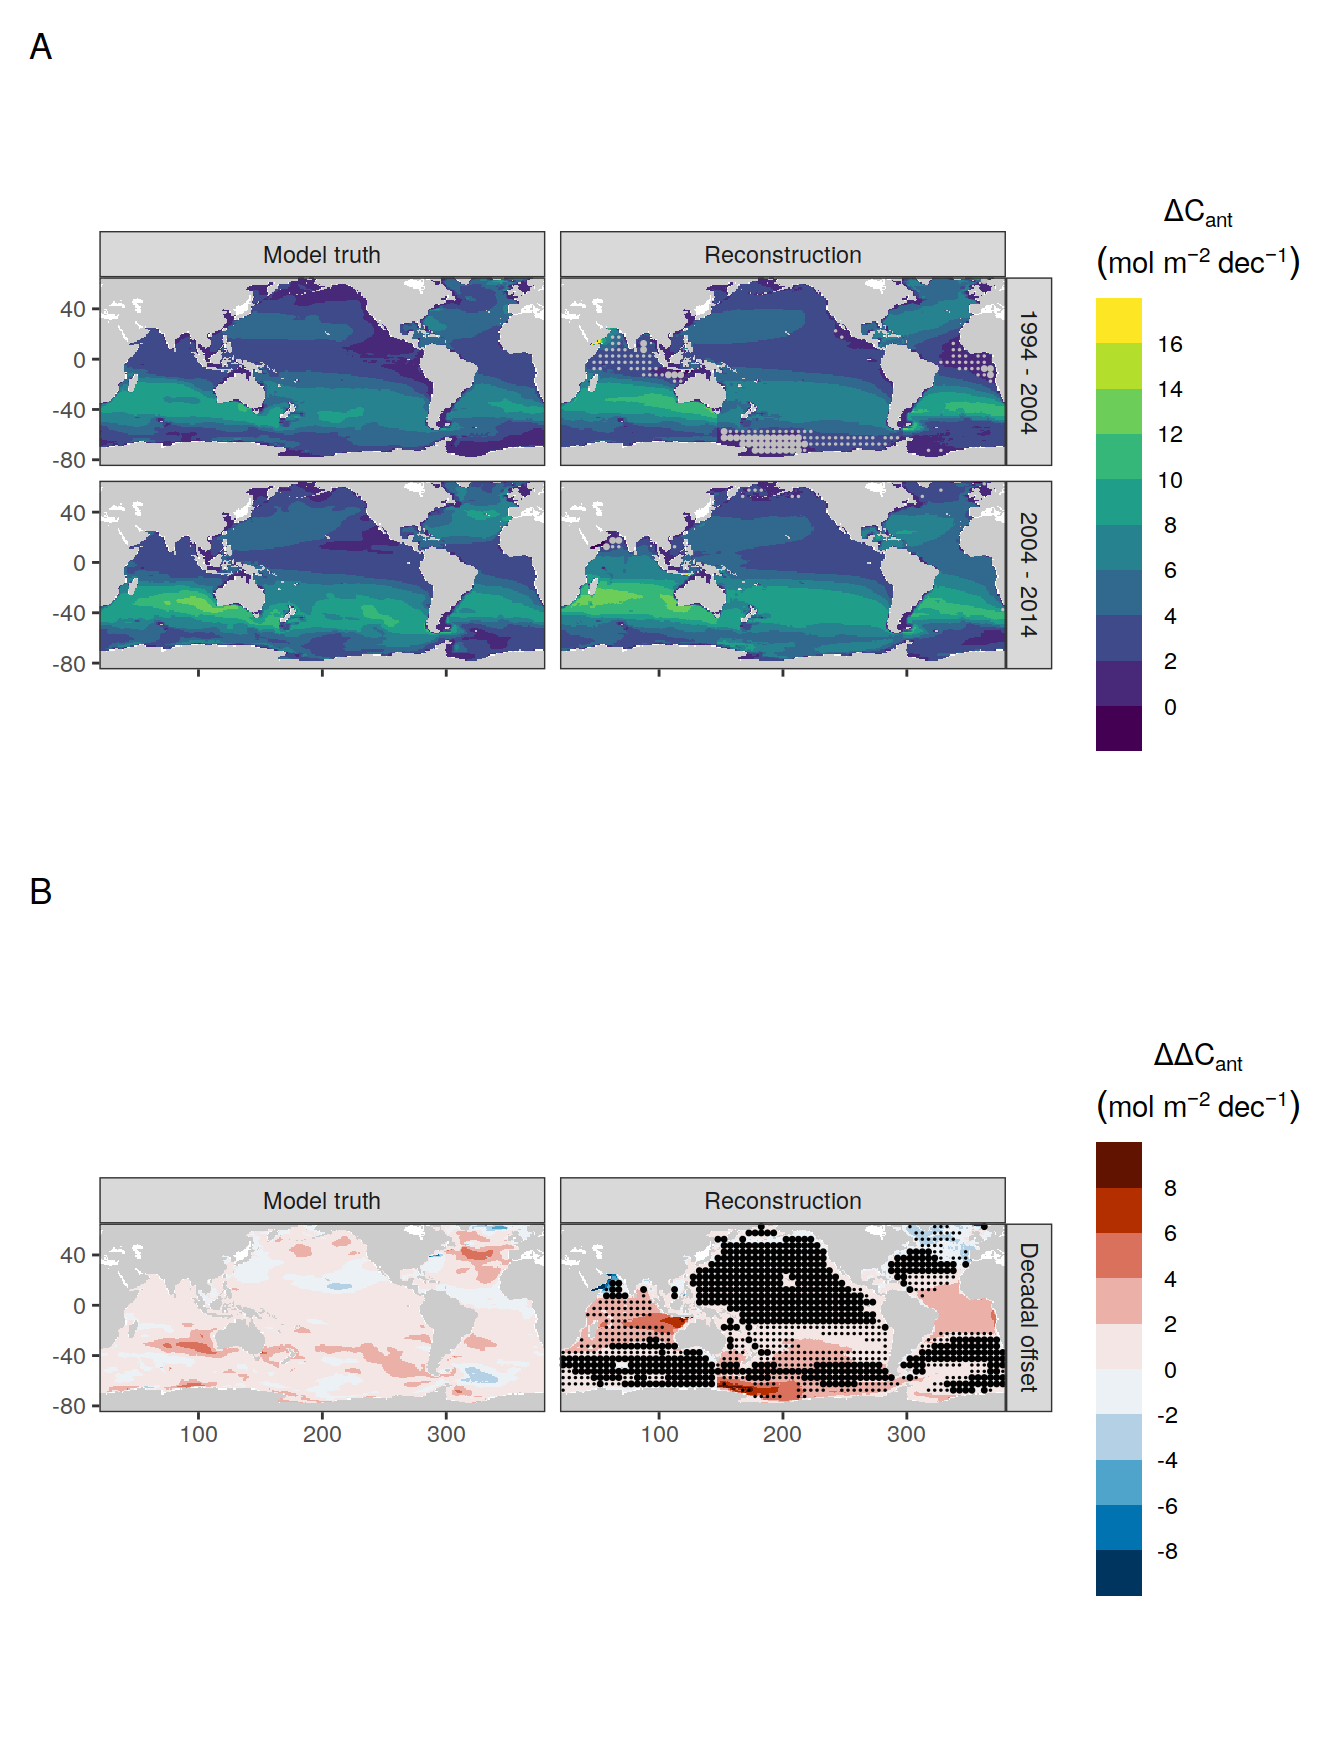 A
ΔCant
(mol m−2 dec−1)
Model truth
Reconstruction
40
0
-40
-80
1994 - 2004
40
0
-40
-80
2004 - 2014
16
14
12
10
8
6
4
2
0
B
ΔΔCant
(mol m−2 dec−1)
Model truth
Reconstruction
40
0
-40
-80
Decadal offset
100
200
300
100
200
300
8
6
4
2
0
-2
-4
-6
-8